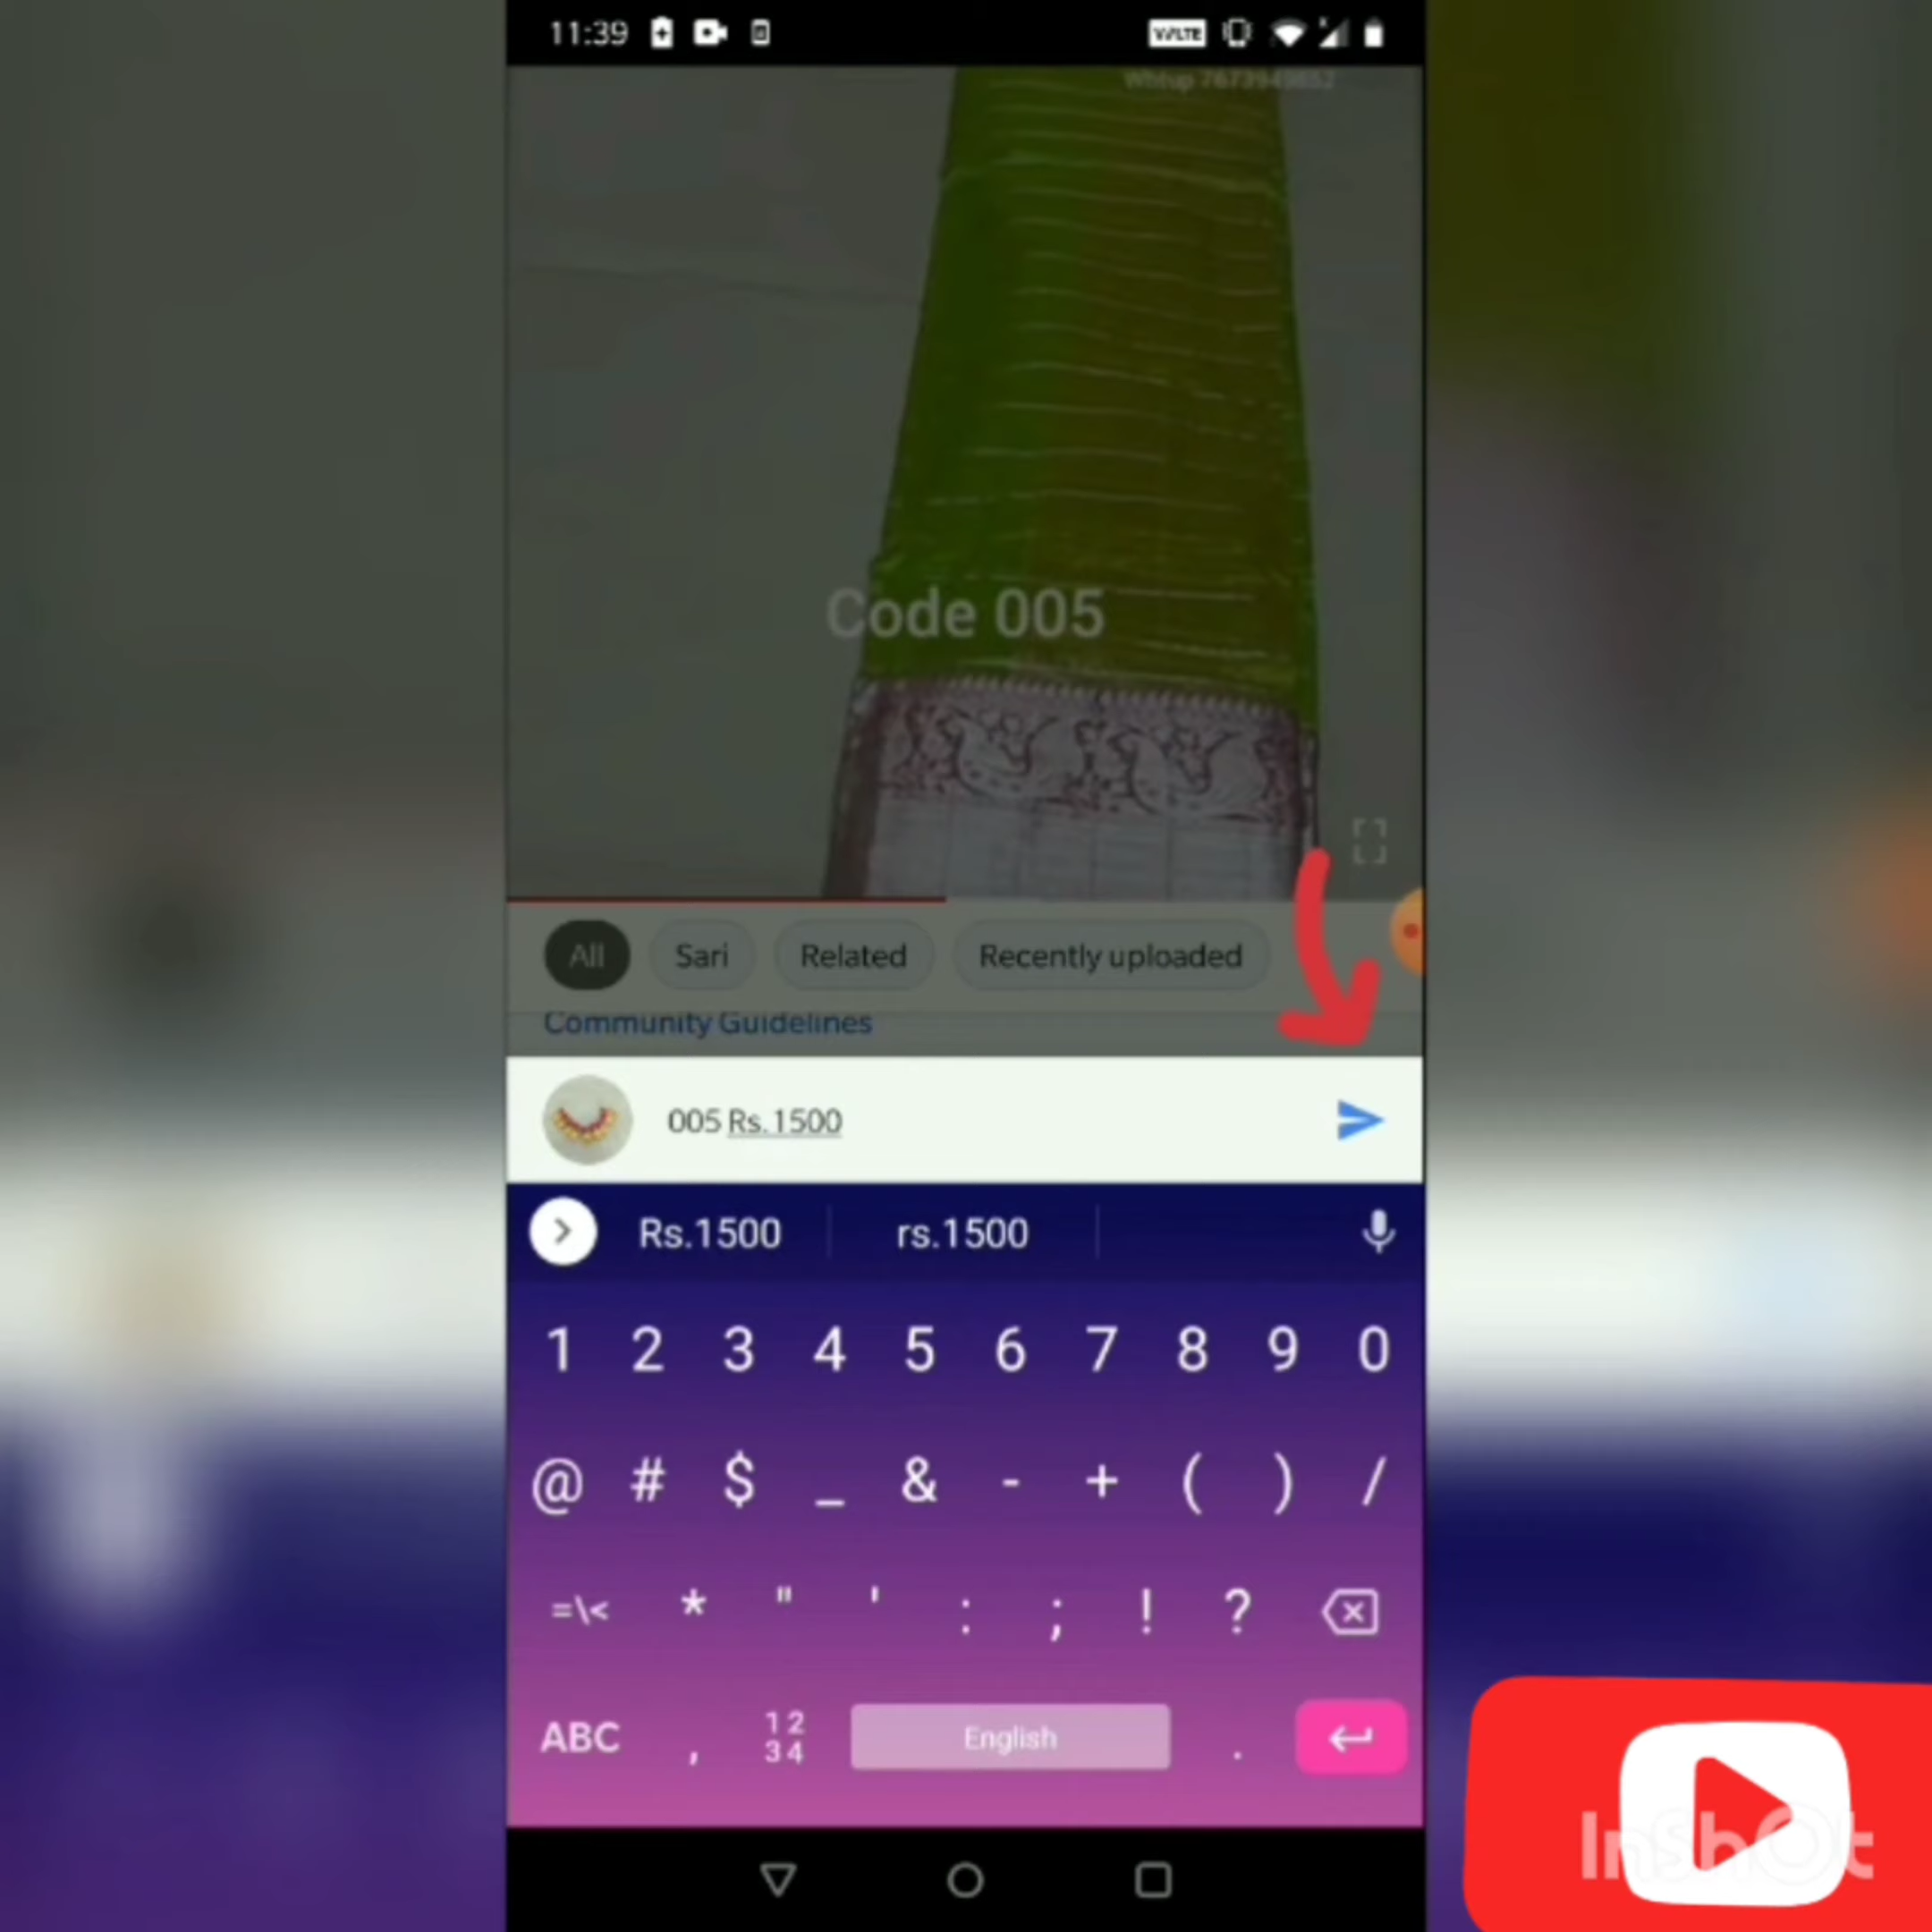 11:39
VoLTE
Code 005
All Sari Related Recently uploaded
Community Guidelines
005 Rs.1500
Rs.1500 rs.1500
1 2 3 4 5 6 7 8 9 0
@ # $ _ & - + ( ) /
=\< * " ' : ; ! ?
ABC , 12 34 English .
InShOt